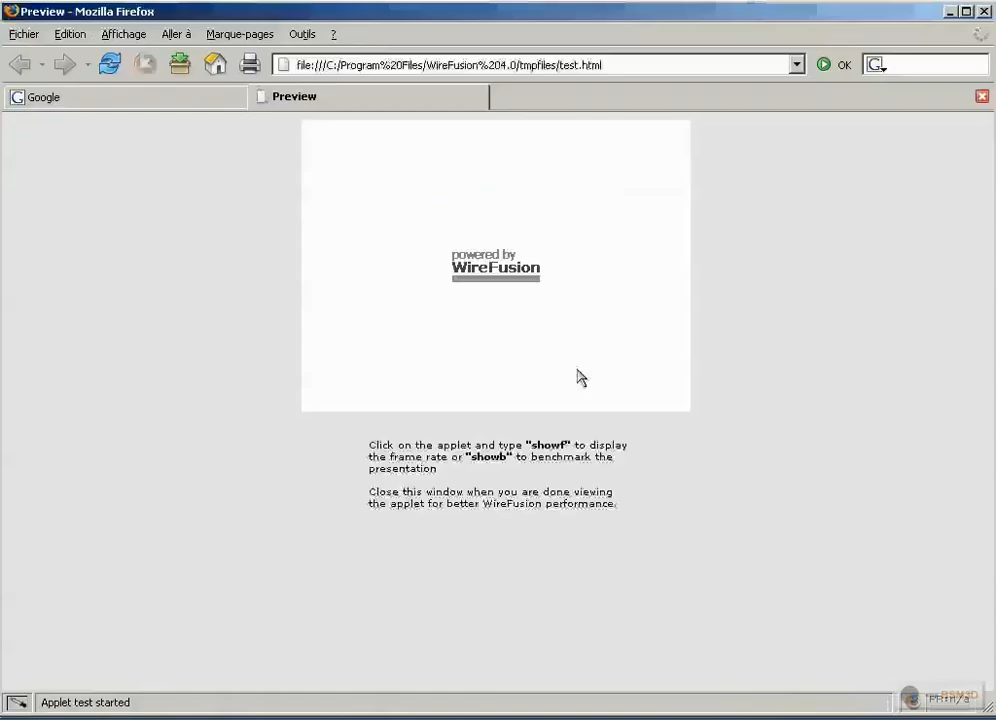 Preview - Mozilla Firefox
Fichier Edition Affichage Aller à Marque-pages Outils ?
file:///C:/Program%20Files/WireFusion%204.0/tmpfiles/test.html OK G
G Google Preview
powered by
WireFusion
Click on the applet and type "showf" to display
the frame rate or "showb" to benchmark the
presentation
Close this window when you are done viewing
the applet for better WireFusion performance.
Applet test started